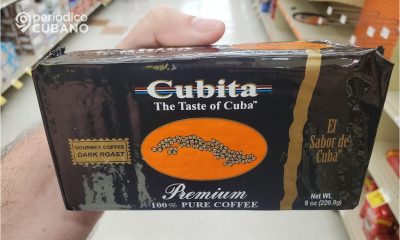 periódico
CUBANO
Cubita
The Taste of Cuba™
GOURMET COFFEE
DARK ROAST
El
Sabor de
Cuba
Premium
100% PURE COFFEE
Net Wt.
8 oz (226.8g)